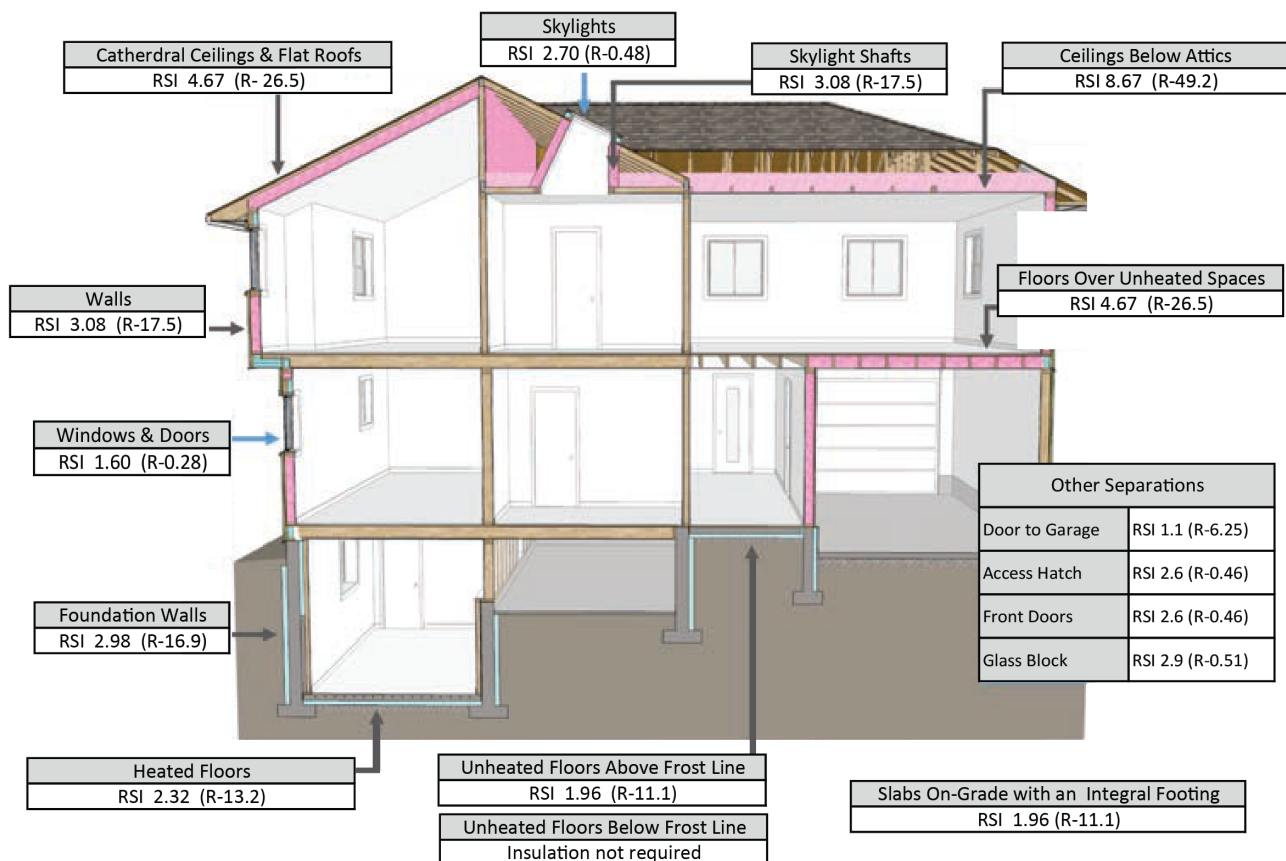 Skylights
RSI 2.70 (R-0.48)
Catherdral Ceilings & Flat Roofs
RSI 4.67 (R- 26.5)
Skylight Shafts
RSI 3.08 (R-17.5)
Ceilings Below Attics
RSI 8.67 (R-49.2)
Floors Over Unheated Spaces
RSI 4.67 (R-26.5)
Walls
RSI 3.08 (R-17.5)
Windows & Doors
RSI 1.60 (R-0.28)
Other Separations
Door to Garage RSI 1.1 (R-6.25)
Access Hatch RSI 2.6 (R-0.46)
Front Doors RSI 2.6 (R-0.46)
Glass Block RSI 2.9 (R-0.51)
Foundation Walls
RSI 2.98 (R-16.9)
Heated Floors
RSI 2.32 (R-13.2)
Unheated Floors Above Frost Line
RSI 1.96 (R-11.1)
Unheated Floors Below Frost Line
Insulation not required
Slabs On-Grade with an Integral Footing
RSI 1.96 (R-11.1)